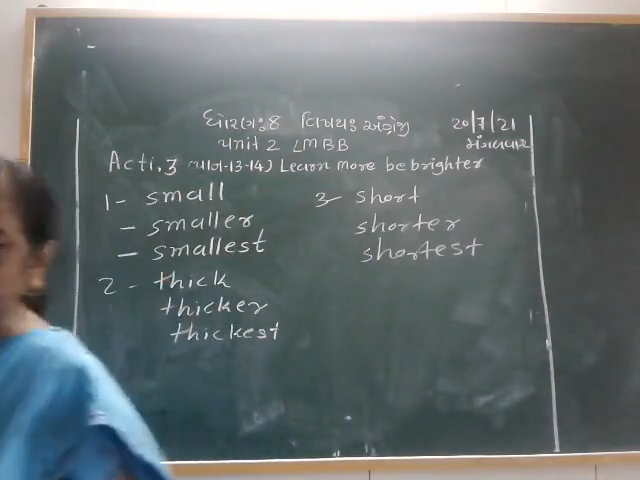 ધોરણ:8 વિષય: અંગ્રેજી 20/7/21
યુનિટ 2 LMBB મંગળવાર
Acti.3 (પાના-13-14) Learn more be brighter
1- small
- smaller
- smallest
2- thick
thicker
thickest
3- short
shorter
shortest